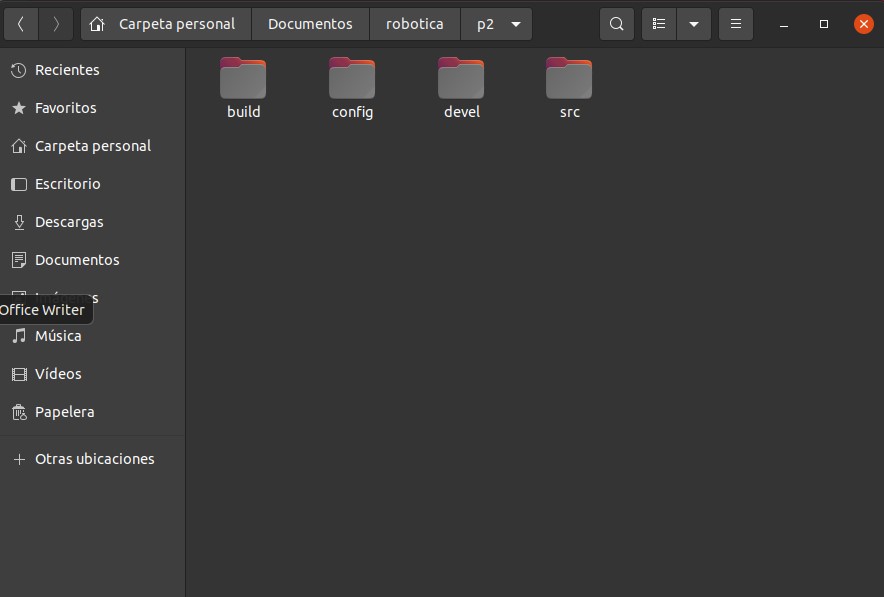 Carpeta personal
Documentos
robotica
p2
Recientes
Favoritos
Carpeta personal
Escritorio
Descargas
Documentos
Office Writer
Música
Vídeos
Papelera
Otras ubicaciones
build
config
devel
src